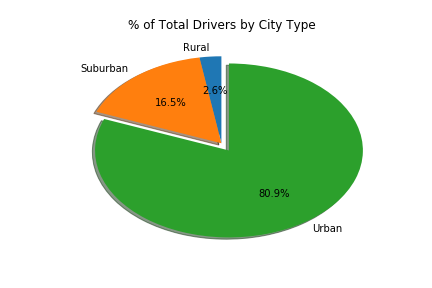 % of Total Drivers by City Type
Rural
Suburban
2.6%
16.5%
80.9%
Urban